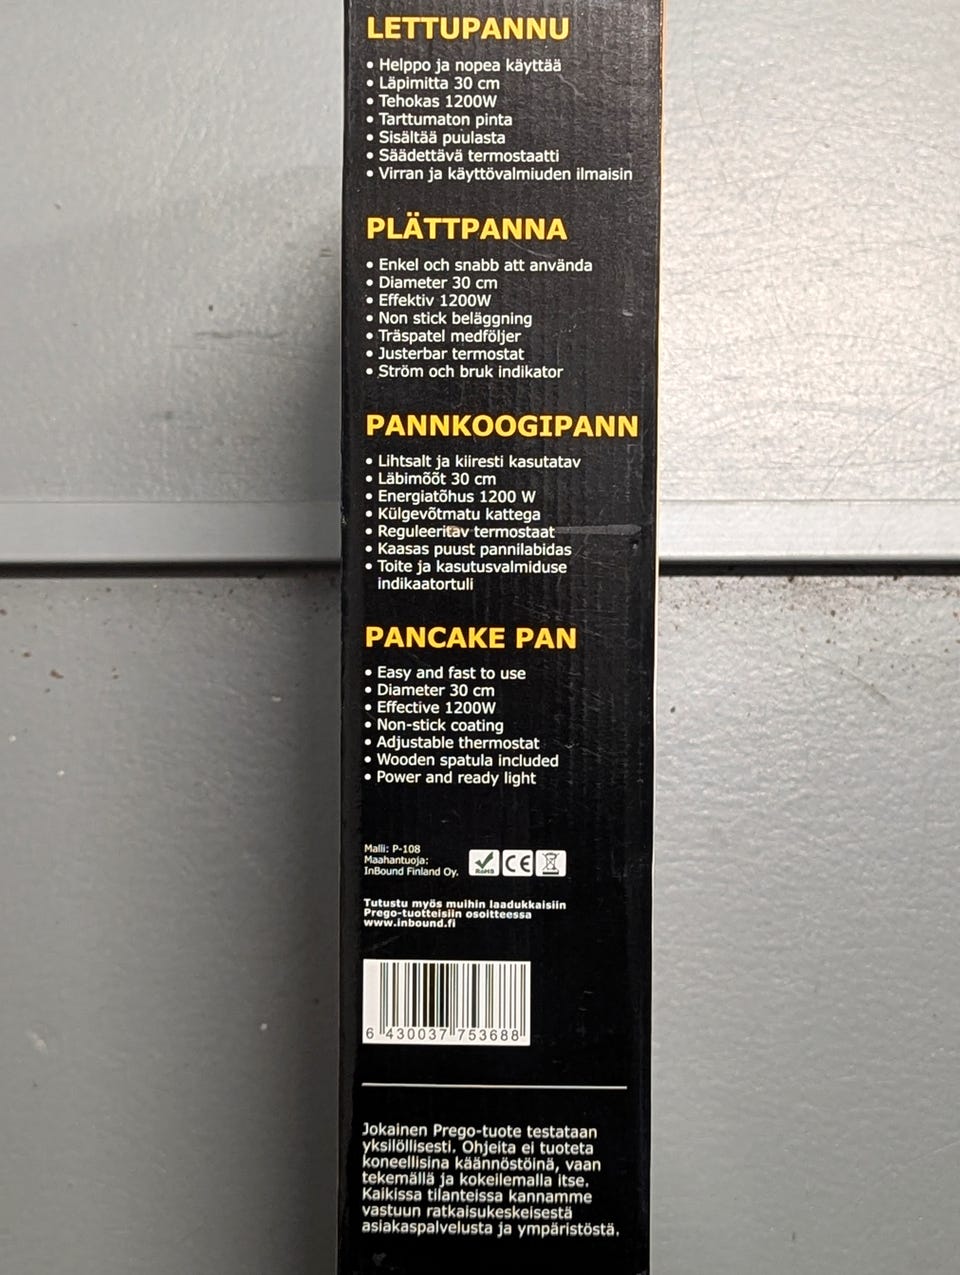 LETTUPANNU
• Helppo ja nopea käyttää
• Läpimitta 30 cm
• Tehokas 1200W
• Tarttumaton pinta
• Sisältää puulasta
• Säädettävä termostaatti
• Virran ja käyttövalmiuden ilmaisin
PLÄTTPANNA
• Enkel och snabb att använda
• Diameter 30 cm
• Effektiv 1200W
• Non stick beläggning
• Träspatel medföljer
• Justerbar termostat
• Ström och bruk indikator
PANNKOOGIPANN
• Lihtsalt ja kiiresti kasutatav
• Läbimõõt 30 cm
• Energiatõhus 1200 W
• Külgevõtmatu kattega
• Reguleeritav termostaat
• Kaasas puust pannilabidas
• Toite ja kasutusvalmiduse
indikaatortuli
PANCAKE PAN
• Easy and fast to use
• Diameter 30 cm
• Effective 1200W
• Non-stick coating
• Adjustable thermostat
• Wooden spatula included
• Power and ready light
Malli: P-108
Maahantuoja:
InBound Finland Oy.
RoHS CE
Tutustu myös muihin laadukkaisiin
Prego-tuotteisiin osoitteessa
www.inbound.fi
6 430037 753688
Jokainen Prego-tuote testataan
yksilöllisesti. Ohjeita ei tuoteta
koneellisina käännöstöinä, vaan
tekemällä ja kokeilemalla itse.
Kaikissa tilanteissa kannamme
vastuun ratkaisukeskeisestä
asiakaspalvelusta ja ympäristöstä.